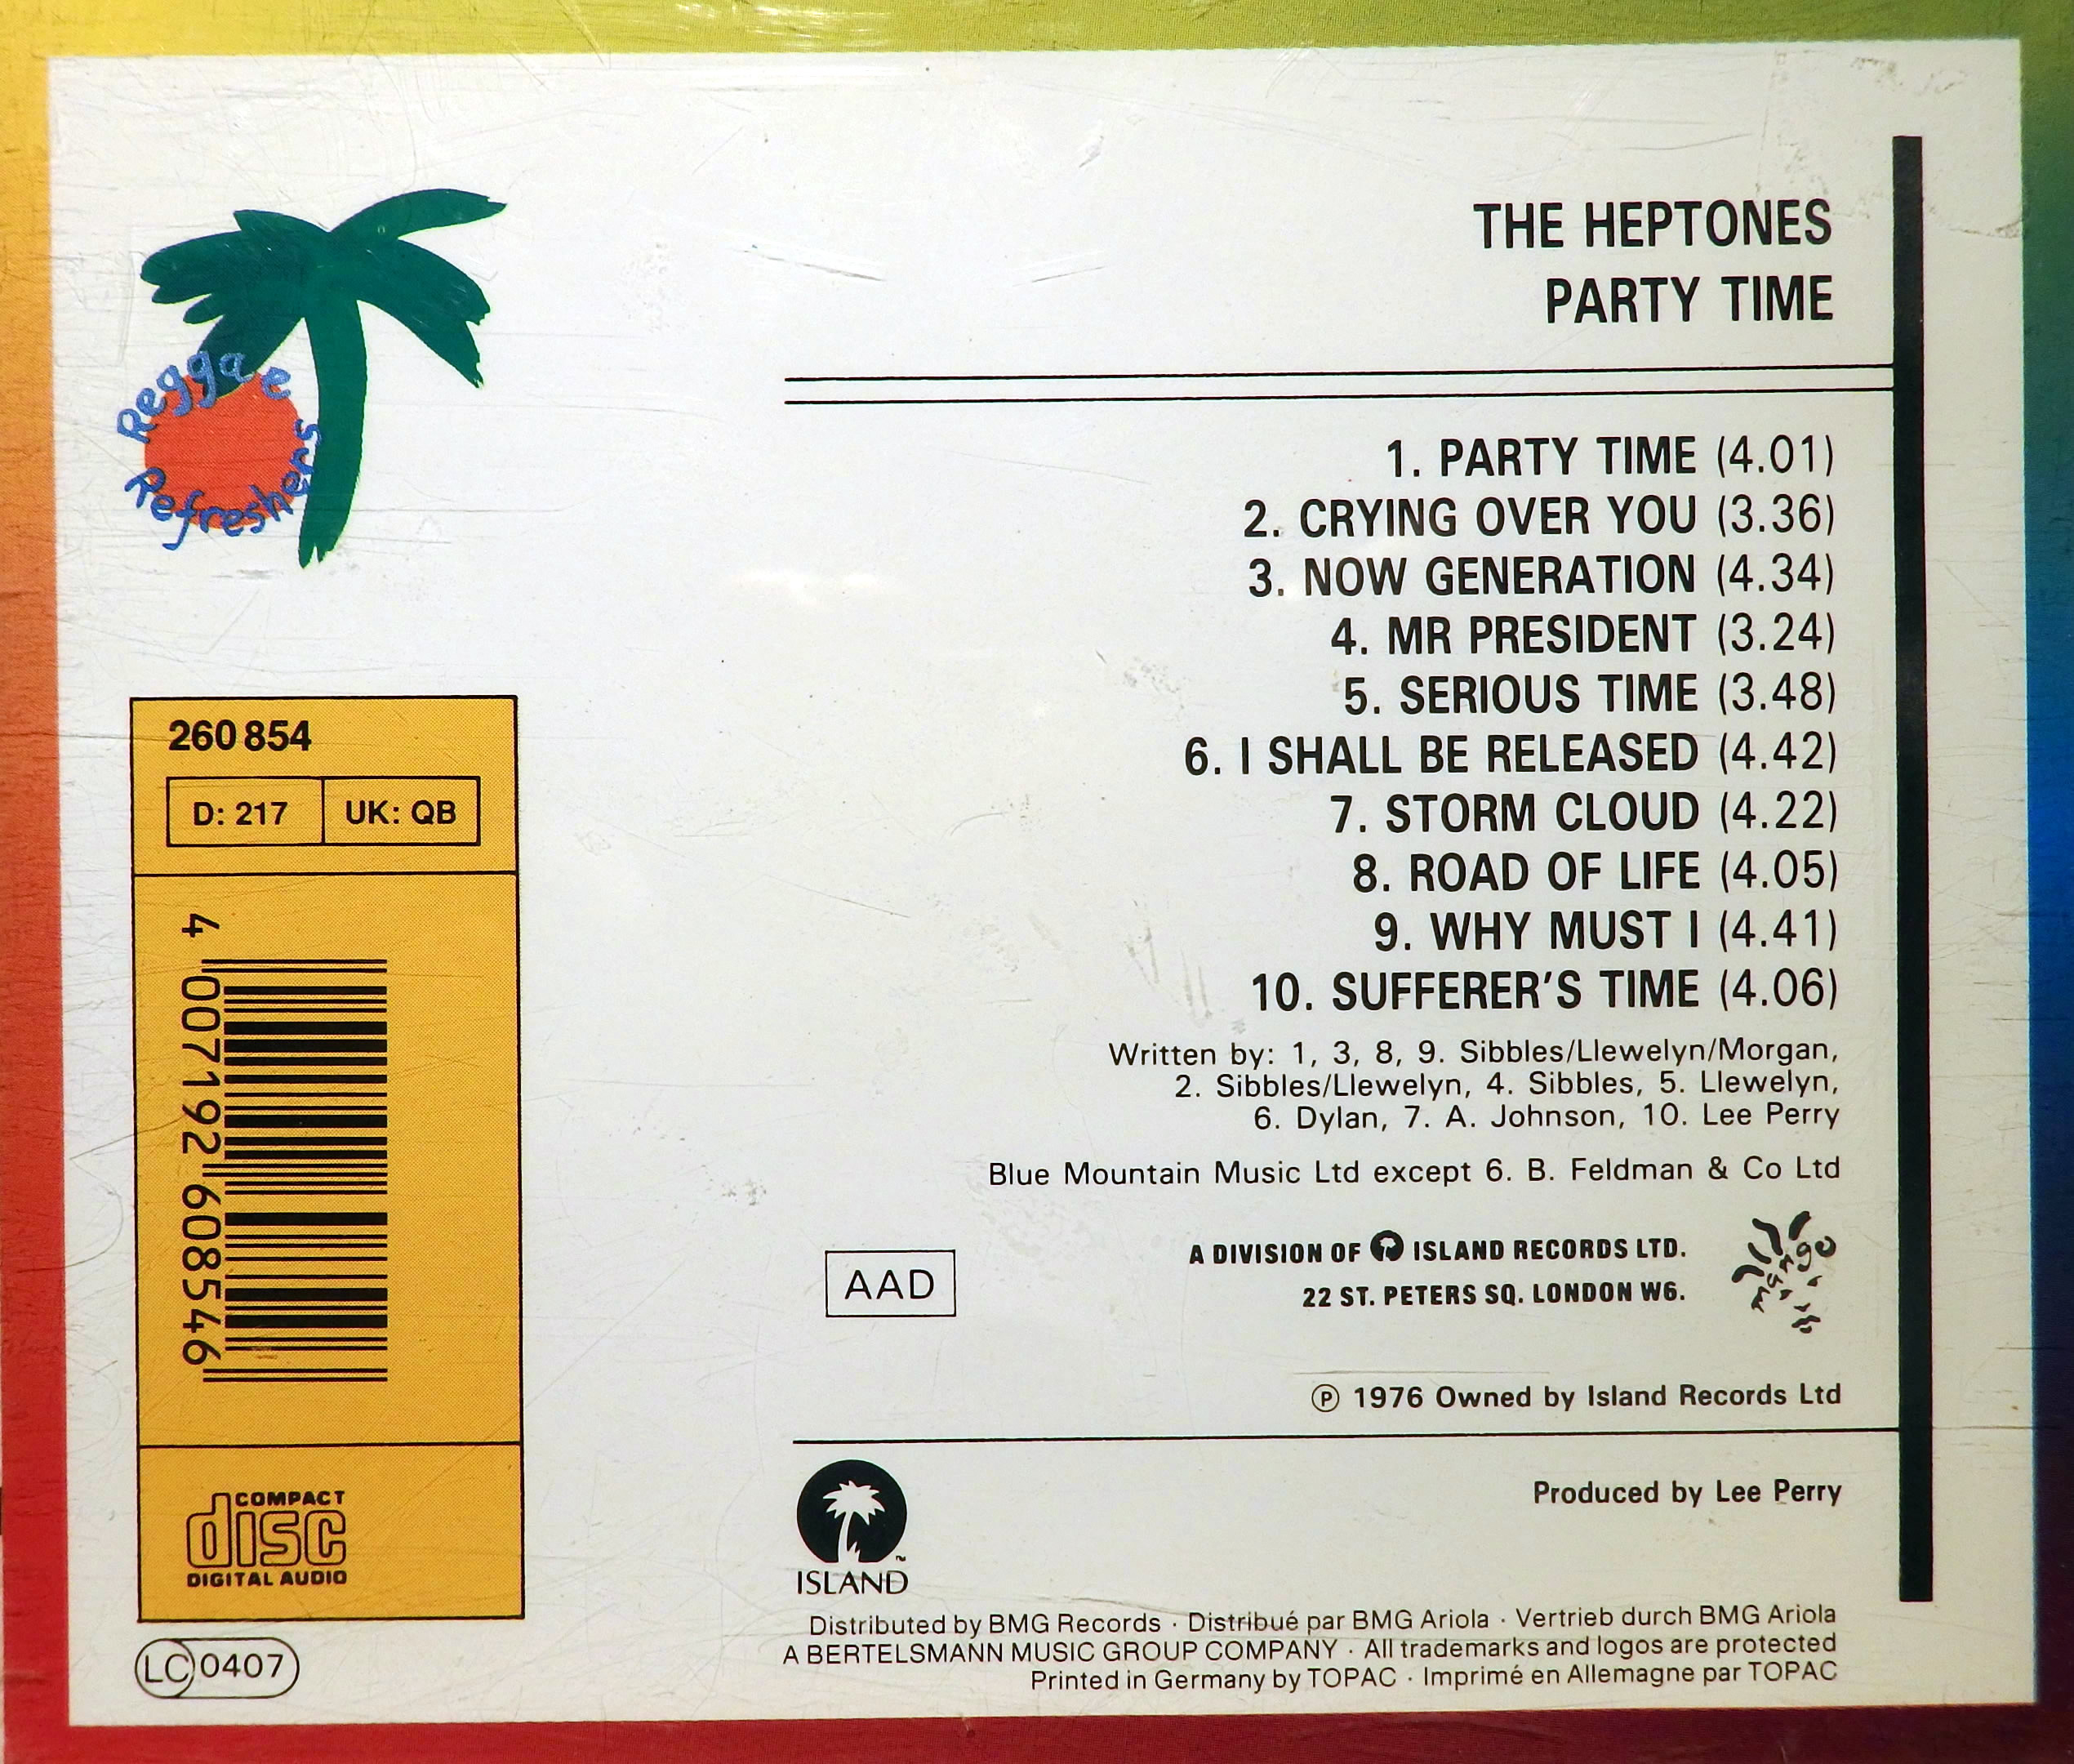 THE HEPTONES
PARTY TIME
Reggae
Refreshers
1. PARTY TIME (4.01)
2. CRYING OVER YOU (3.36)
3. NOW GENERATION (4.34)
4. MR PRESIDENT (3.24)
5. SERIOUS TIME (3.48)
6. I SHALL BE RELEASED (4.42)
7. STORM CLOUD (4.22)
8. ROAD OF LIFE (4.05)
9. WHY MUST I (4.41)
10. SUFFERER'S TIME (4.06)
Written by: 1, 3, 8, 9. Sibbles/Llewelyn/Morgan,
2. Sibbles/Llewelyn, 4. Sibbles, 5. Llewelyn,
6. Dylan, 7. A. Johnson, 10. Lee Perry
Blue Mountain Music Ltd except 6. B. Feldman & Co Ltd
AAD
A DIVISION OF ISLAND RECORDS LTD.
22 ST. PETERS SQ. LONDON W6.
Mango
℗ 1976 Owned by Island Records Ltd
Produced by Lee Perry
ISLAND
Distributed by BMG Records · Distribué par BMG Ariola · Vertrieb durch BMG Ariola
A BERTELSMANN MUSIC GROUP COMPANY · All trademarks and logos are protected
Printed in Germany by TOPAC · Imprimé en Allemagne par TOPAC
260 854
D: 217 UK: QB
4 007192 608546
COMPACT
disc
DIGITAL AUDIO
LC 0407